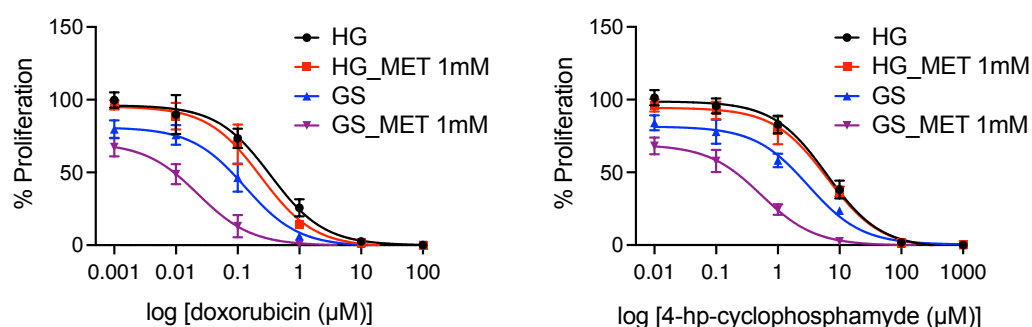 150
100
50
0
% Proliferation
HG
HG_MET 1mM
GS
GS_MET 1mM
0.001 0.01 0.1 1 10 100
log [doxorubicin (µM)]
150
100
50
0
% Proliferation
HG
HG_MET 1mM
GS
GS_MET 1mM
0.01 0.1 1 10 100 1000
log [4-hp-cyclophosphamyde (µM)]